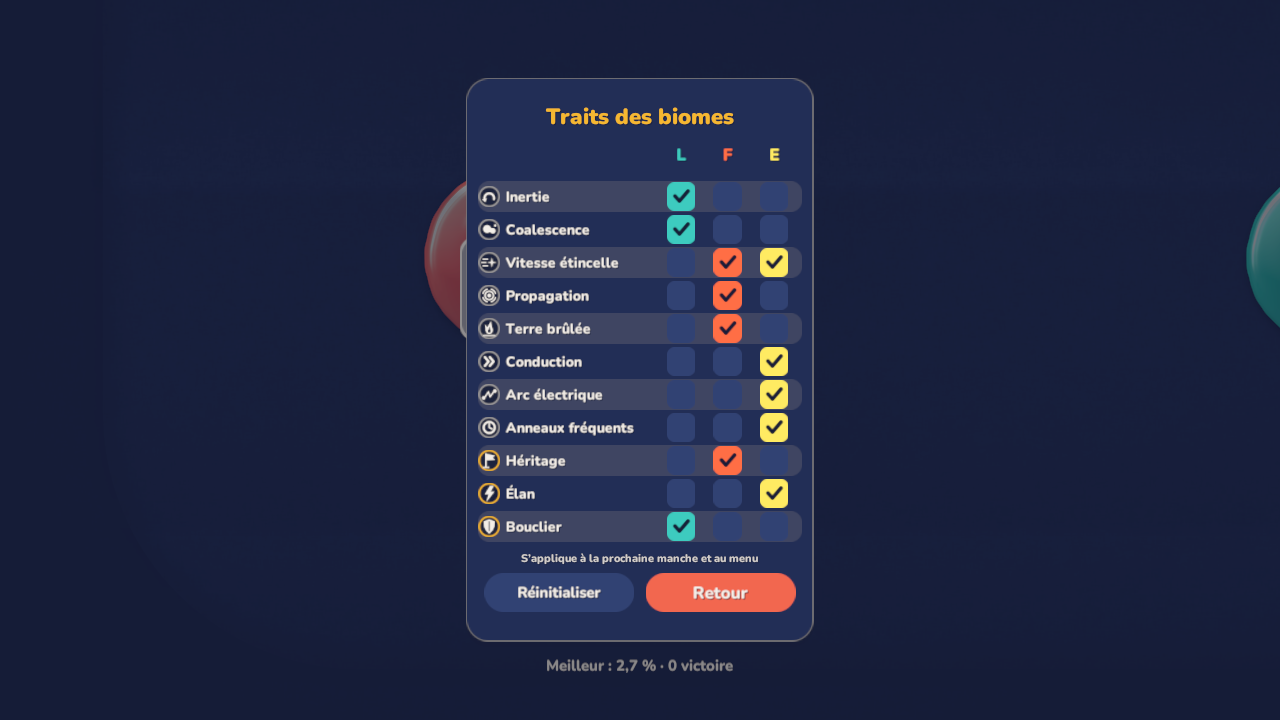 Traits des biomes
L F E
Inertie
Coalescence
Vitesse étincelle
Propagation
Terre brûlée
Conduction
Arc électrique
Anneaux fréquents
Héritage
Élan
Bouclier
S'applique à la prochaine manche et au menu
Réinitialiser Retour
Meilleur : 2,7 % · 0 victoire